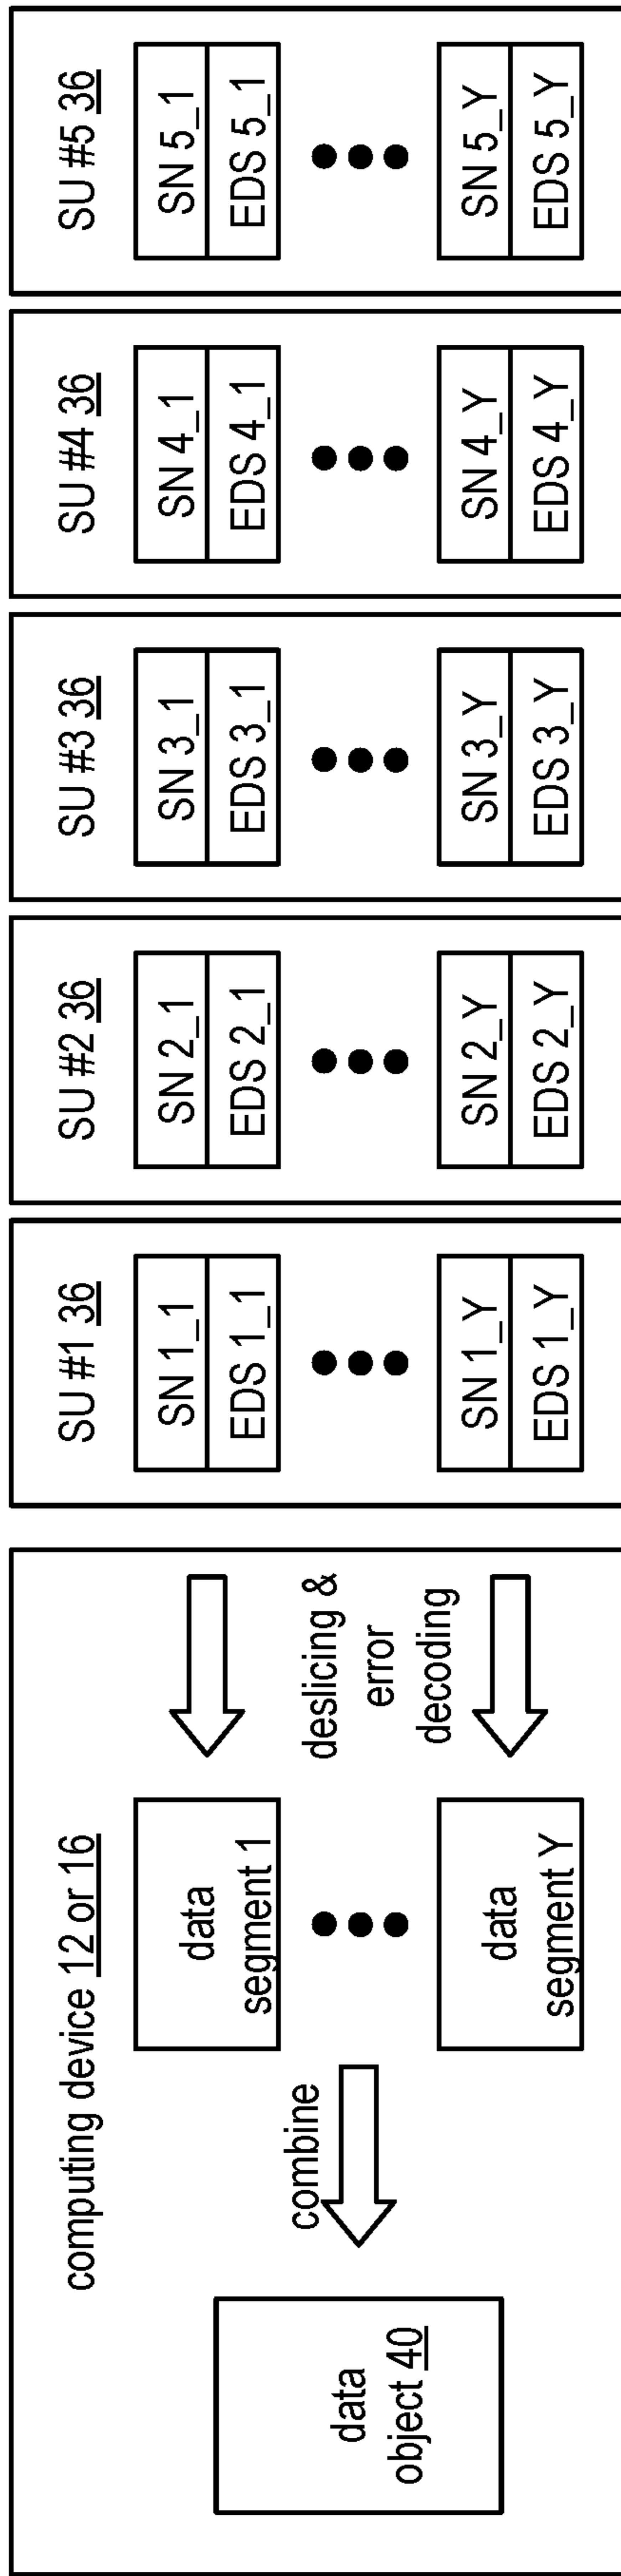 computing device 12 or 16
data
object 40
combine
data
segment 1
data
segment Y
deslicing &
error
decoding
SU #1 36
SN 1_1
EDS 1_1
SN 1_Y
EDS 1_Y
SU #2 36
SN 2_1
EDS 2_1
SN 2_Y
EDS 2_Y
SU #3 36
SN 3_1
EDS 3_1
SN 3_Y
EDS 3_Y
SU #4 36
SN 4_1
EDS 4_1
SN 4_Y
EDS 4_Y
SU #5 36
SN 5_1
EDS 5_1
SN 5_Y
EDS 5_Y